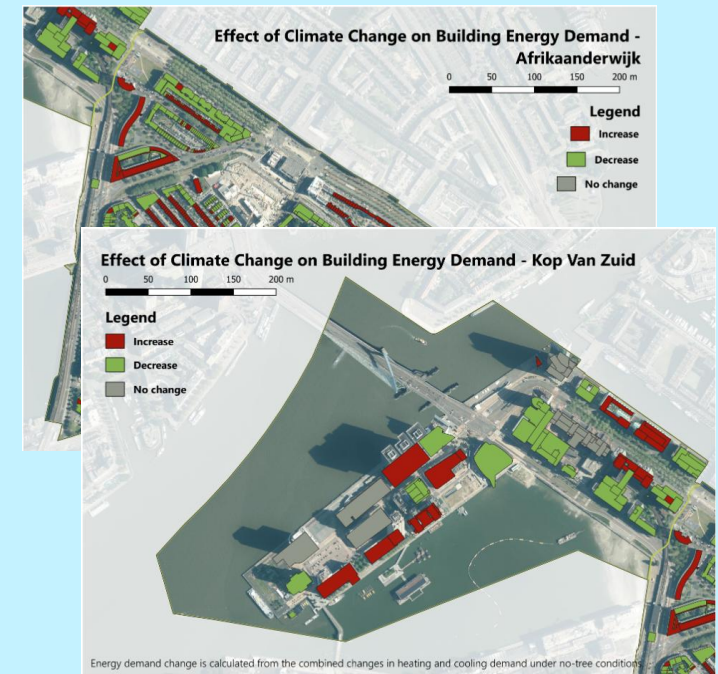 Effect of Climate Change on Building Energy Demand -
Afrikaanderwijk
0 50 100 150 200 m
Legend
Increase
Decrease
No change
Effect of Climate Change on Building Energy Demand - Kop Van Zuid
0 50 100 150 200 m
Legend
Increase
Decrease
No change
Energy demand change is calculated from the combined changes in heating and cooling demand under no-tree conditions